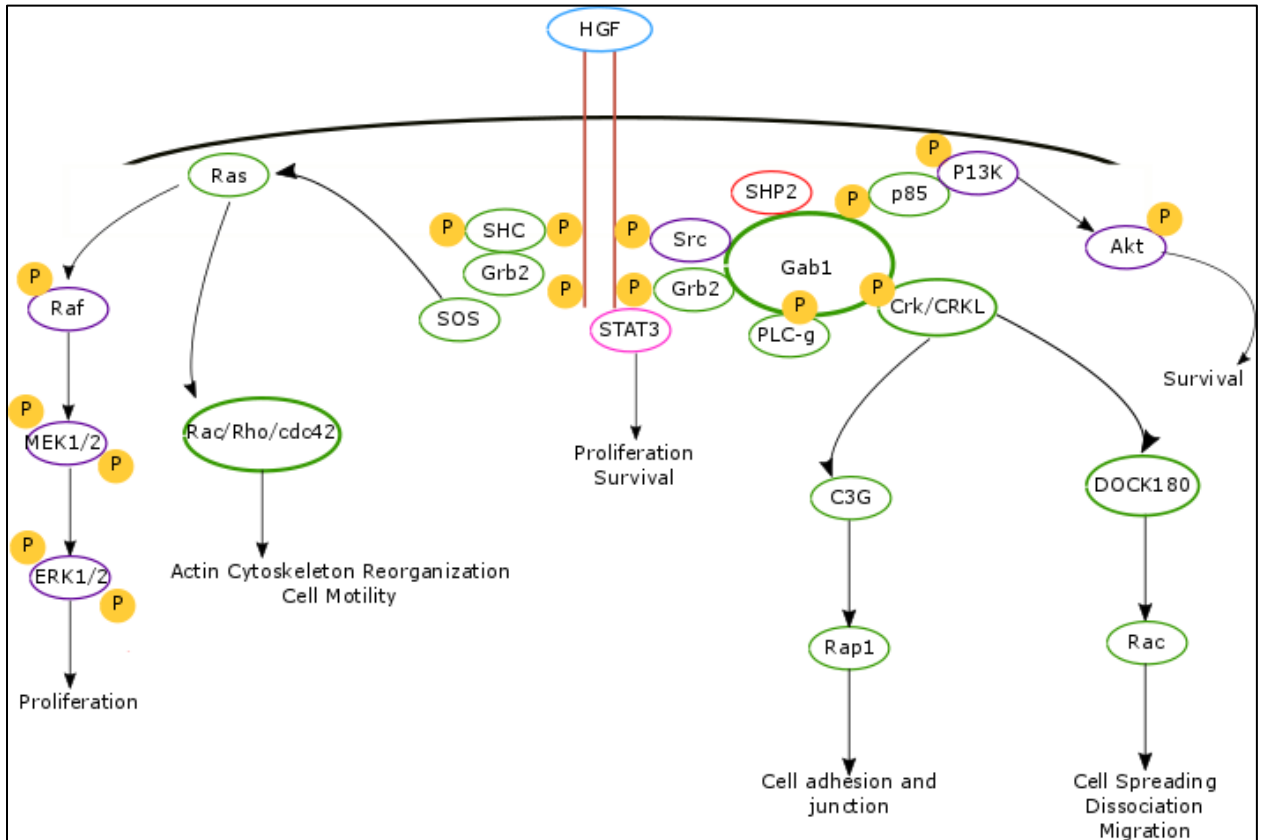 HGF
Ras
P
P13K
SHP2
p85
P
P
P
SHC
P
P
Src
Akt
Gab1
Grb2
P
Raf
P
P
Grb2
P
P
Crk/CRKL
SOS
STAT3
PLC-g
Survival
P
MEK1/2
P
Rac/Rho/cdc42
Proliferation
Survival
C3G
DOCK180
P
ERK1/2
P
Actin Cytoskeleton Reorganization
Cell Motility
Rap1
Rac
Proliferation
Cell adhesion and
junction
Cell Spreading
Dissociation
Migration